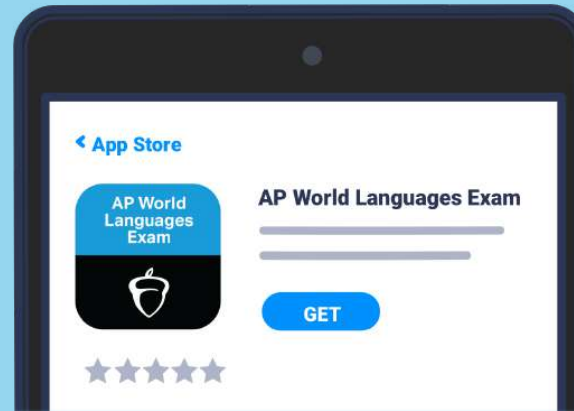 App Store
AP World
Languages
Exam
AP World Languages Exam
GET